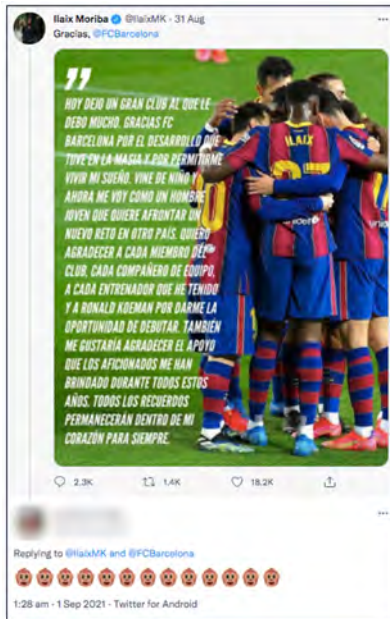 Ilaix Moriba @IlaixMK · 31 Aug
Gracias, @FCBarcelona
HOY DEJO UN GRAN CLUB AL QUE LE
DEBO MUCHO. GRACIAS FC
BARCELONA POR EL DESARROLLO QUE
TUVE EN LA MASIA Y POR PERMITIRME
VIVIR MI SUEÑO. VINE DE NIÑO Y
AHORA ME VOY COMO UN HOMBRE
JOVEN QUE QUIERE AFRONTAR UN
NUEVO RETO EN OTRO PAÍS. QUIERO
AGRADECER A CADA MIEMBRO DEL
CLUB, CADA COMPAÑERO DE EQUIPO,
A CADA ENTRENADOR QUE HE TENIDO
Y A RONALD KOEMAN POR DARME LA
OPORTUNIDAD DE DEBUTAR. TAMBIÉN
ME GUSTARÍA AGRADECER EL APOYO
QUE LOS AFICIONADOS ME HAN
BRINDADO DURANTE TODOS ESTOS
AÑOS. TODOS LOS RECUERDOS
PERMANECERÁN DENTRO DE MI
CORAZÓN PARA SIEMPRE.
ILAIX
2.3K 1.4K 18.2K
Replying to @IlaixMK and @FCBarcelona
1:28 am · 1 Sep 2021 · Twitter for Android